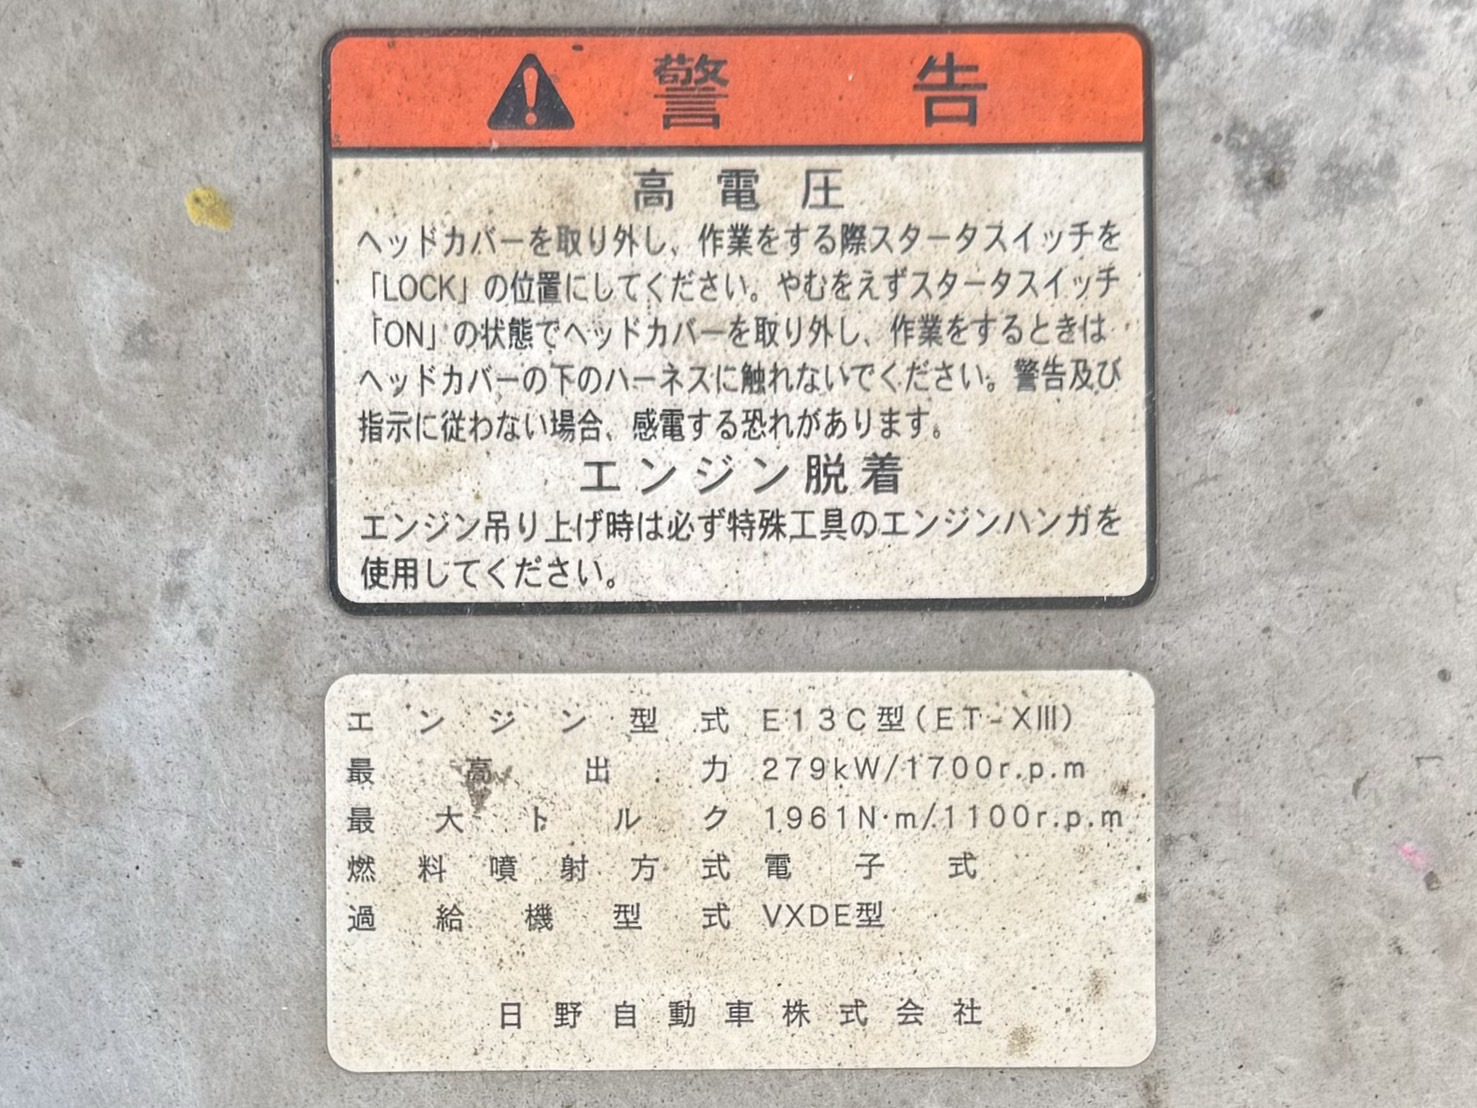 警告
高電圧
ヘッドカバーを取り外し、作業をする際スタータスイッチを
「LOCK」の位置にしてください。やむをえずスタータスイッチ
「ON」の状態でヘッドカバーを取り外し、作業をするときは
ヘッドカバーの下のハーネスに触れないでください。警告及び
指示に従わない場合、感電する恐れがあります。
エンジン脱着
エンジン吊り上げ時は必ず特殊工具のエンジンハンガを
使用してください。
エンジン型式 E13C型(ET-XⅢ)
最高出力 279kW/1700r.p.m
最大トルク 1961N·m/1100r.p.m
燃料噴射方式 電子式
過給機型式 VXDE型
日野自動車株式会社